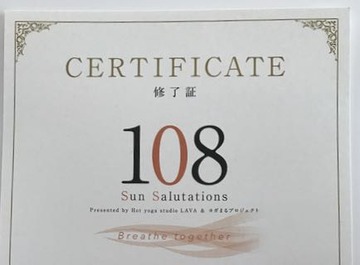 CERTIFICATE
修了証
108
Sun Salutations
Presented by Hot yoga studio LAVA & ヨガまるプロジェクト
Breathe together